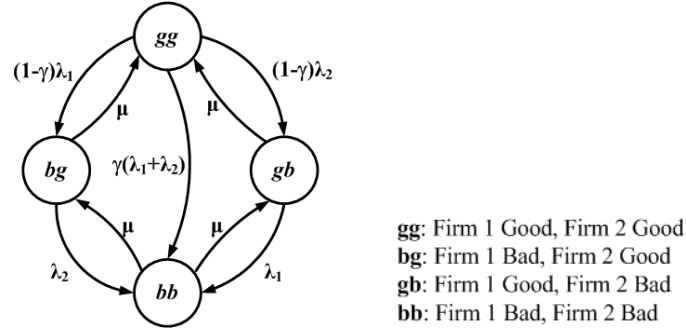 gg
(1-γ)λ1
(1-γ)λ2
μ
μ
bg
γ(λ1+λ2)
gb
μ
μ
λ2
λ1
bb
gg: Firm 1 Good, Firm 2 Good
bg: Firm 1 Bad, Firm 2 Good
gb: Firm 1 Good, Firm 2 Bad
bb: Firm 1 Bad, Firm 2 Bad